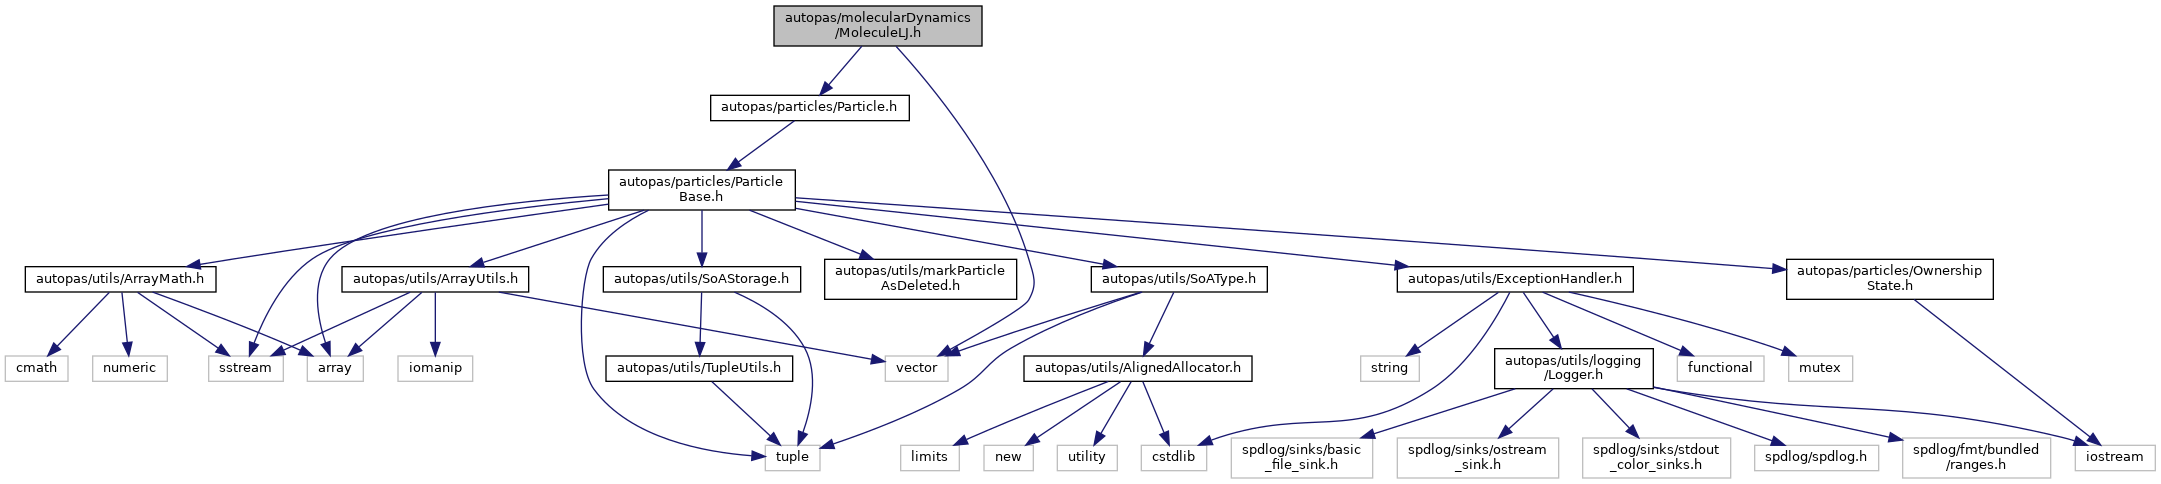 autopas/molecularDynamics
/MoleculeLJ.h
autopas/particles/Particle.h
autopas/particles/Particle
Base.h
autopas/utils/ArrayMath.h
autopas/utils/ArrayUtils.h
autopas/utils/SoAStorage.h
autopas/utils/markParticle
AsDeleted.h
autopas/utils/SoAType.h
autopas/utils/ExceptionHandler.h
autopas/particles/Ownership
State.h
cmath
numeric
sstream
array
iomanip
autopas/utils/TupleUtils.h
vector
autopas/utils/AlignedAllocator.h
string
autopas/utils/logging
/Logger.h
functional
mutex
tuple
limits
new
utility
cstdlib
spdlog/sinks/basic
_file_sink.h
spdlog/sinks/ostream
_sink.h
spdlog/sinks/stdout
_color_sinks.h
spdlog/spdlog.h
spdlog/fmt/bundled
/ranges.h
iostream